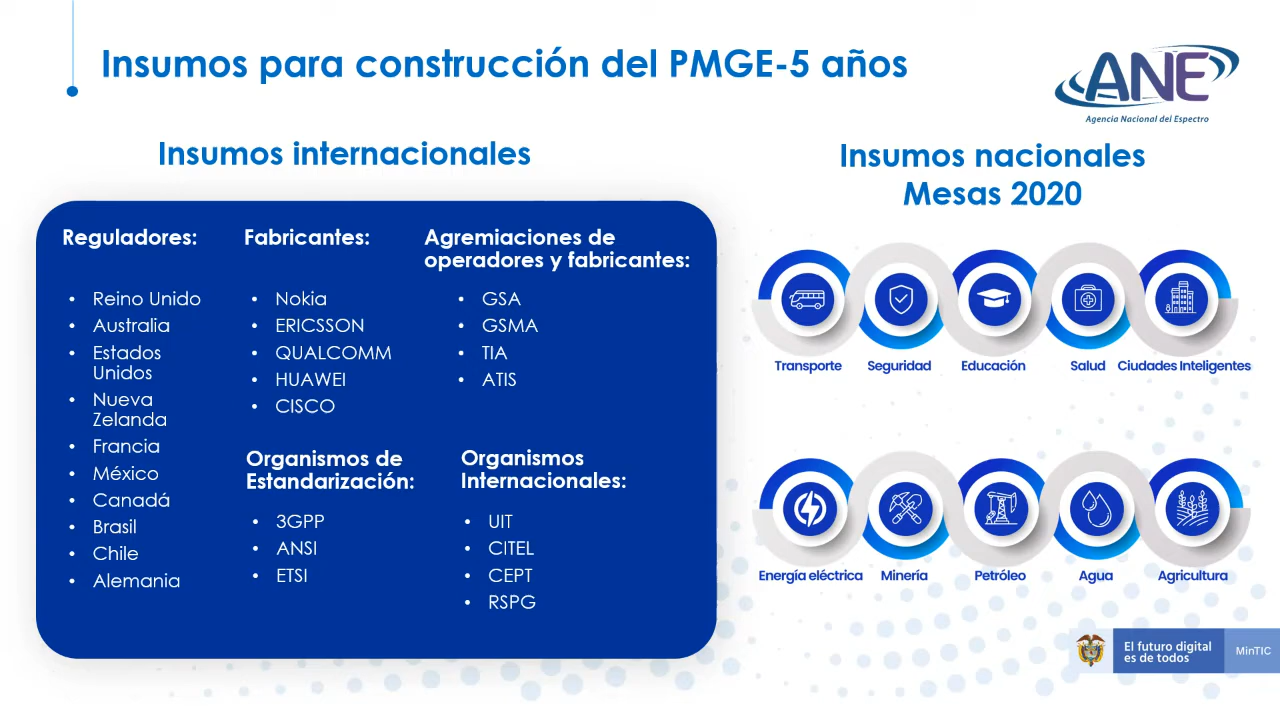 Insumos para construcción del PMGE-5 años
ANE
Agencia Nacional del Espectro
Insumos internacionales
Reguladores:
• Reino Unido
• Australia
• Estados
Unidos
• Nueva
Zelanda
• Francia
• México
• Canadá
• Brasil
• Chile
• Alemania
Fabricantes:
• Nokia
• ERICSSON
• QUALCOMM
• HUAWEI
• CISCO
Agremiaciones de
operadores y fabricantes:
• GSA
• GSMA
• TIA
• ATIS
Organismos de
Estandarización:
• 3GPP
• ANSI
• ETSI
Organismos
Internacionales:
• UIT
• CITEL
• CEPT
• RSPG
Insumos nacionales
Mesas 2020
Transporte Seguridad Educación Salud Ciudades Inteligentes
Energía eléctrica Minería Petróleo Agua Agricultura
El futuro digital
es de todos
MinTIC